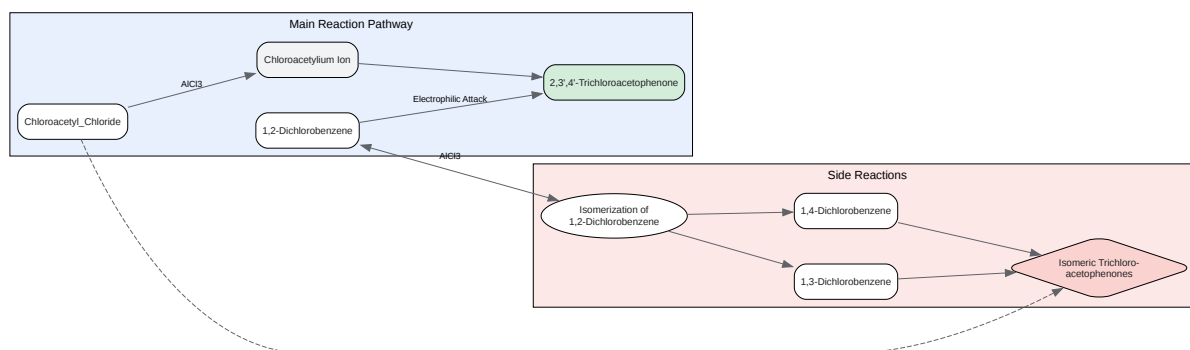 Main Reaction Pathway
Chloroacetylium Ion
AlCl3
2,3',4'-Trichloroacetophenone
Electrophilic Attack
Chloroacetyl_Chloride
1,2-Dichlorobenzene
AlCl3
Side Reactions
Isomerization of
1,2-Dichlorobenzene
1,4-Dichlorobenzene
Isomeric Trichloro-
acetophenones
1,3-Dichlorobenzene